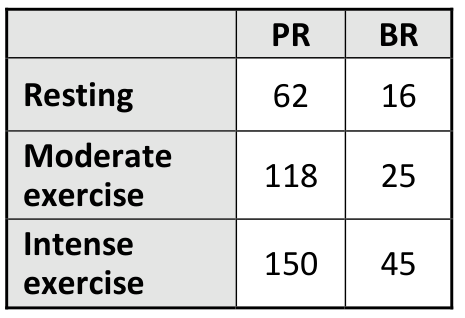 PR BR
Resting 62 16
Moderate
exercise 118 25
Intense
exercise 150 45